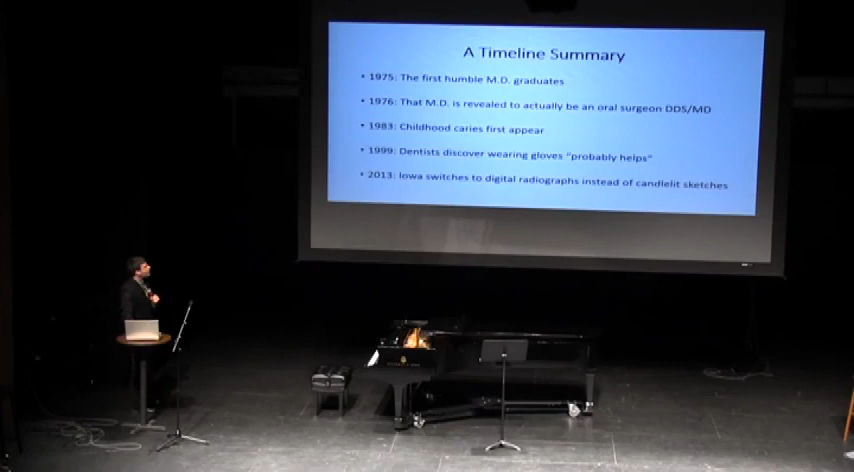 A Timeline Summary
• 1975: The first humble M.D. graduates
• 1976: That M.D. is revealed to actually be an oral surgeon DDS/MD
• 1983: Childhood caries first appear
• 1999: Dentists discover wearing gloves "probably helps"
• 2013: Iowa switches to digital radiographs instead of candlelit sketches